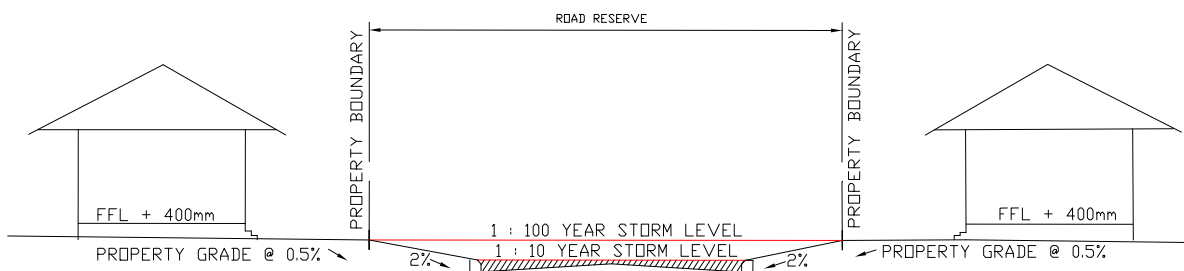 ROAD RESERVE
PROPERTY BOUNDARY
PROPERTY BOUNDARY
FFL + 400mm
FFL + 400mm
1 : 100 YEAR STORM LEVEL
1 : 10 YEAR STORM LEVEL
PROPERTY GRADE @ 0.5%
2%
2%
PROPERTY GRADE @ 0.5%